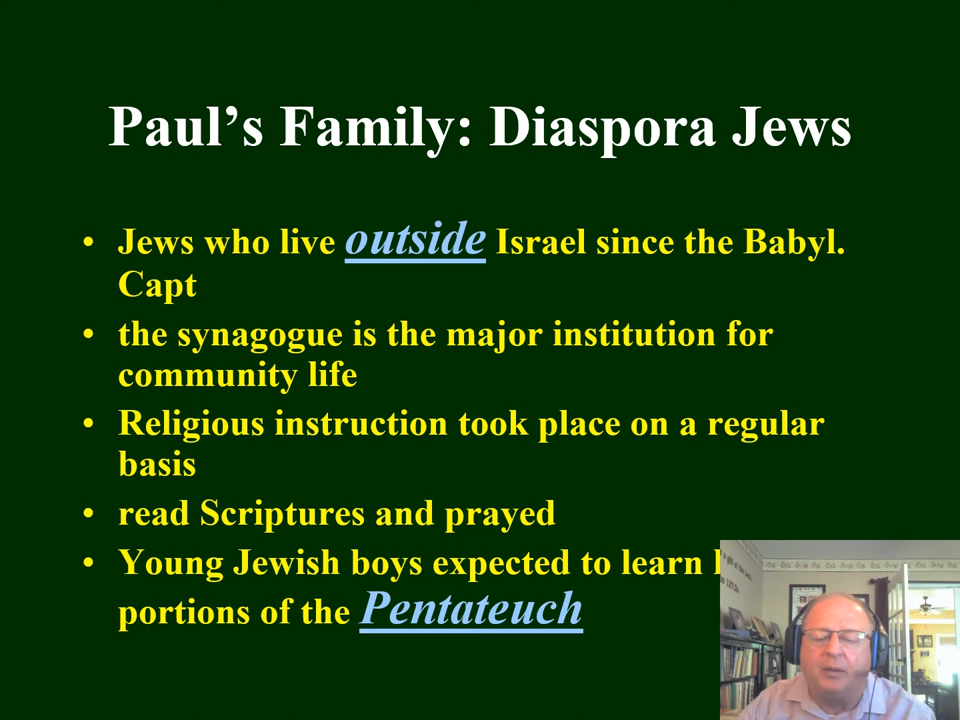 Paul’s Family: Diaspora Jews
• Jews who live outside Israel since the Babyl.
Capt
• the synagogue is the major institution for
community life
• Religious instruction took place on a regular
basis
• read Scriptures and prayed
• Young Jewish boys expected to learn
portions of the Pentateuch